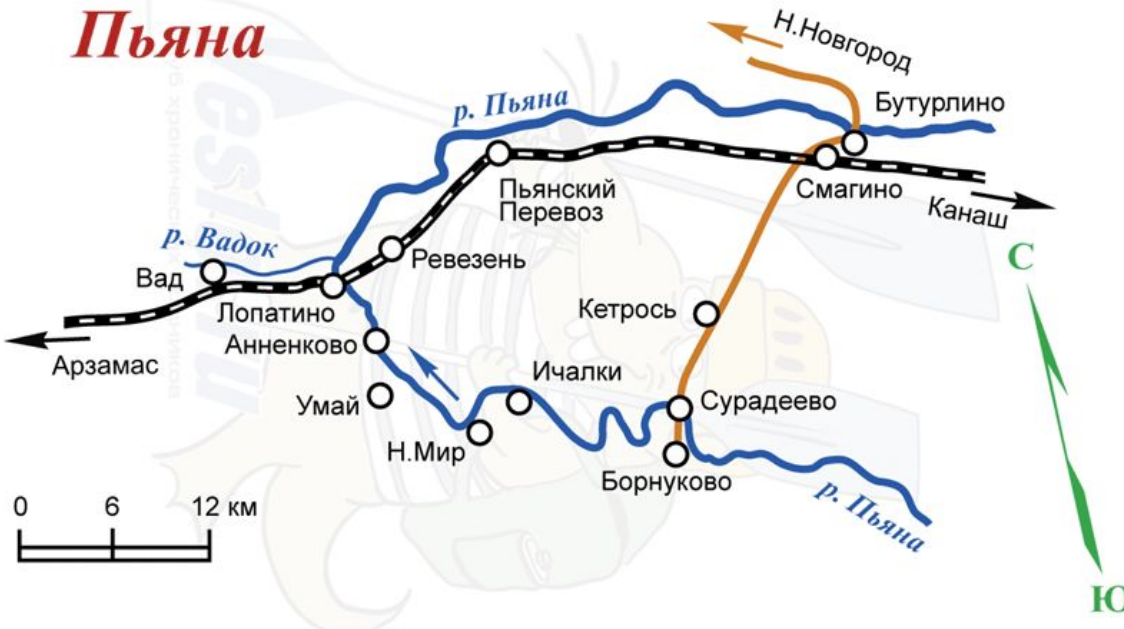 Пьяна
Н.Новгород
р. Пьяна
Бутурлино
Пьянский
Перевоз
Смагино
Канаш
р. Вадок
Вад
Ревезень
С
Лопатино
Кетрось
Анненково
Арзамас
Ичалки
Умай
Сурадеево
Н.Мир
Борнуково
р. Пьяна
0 6 12 км
Ю